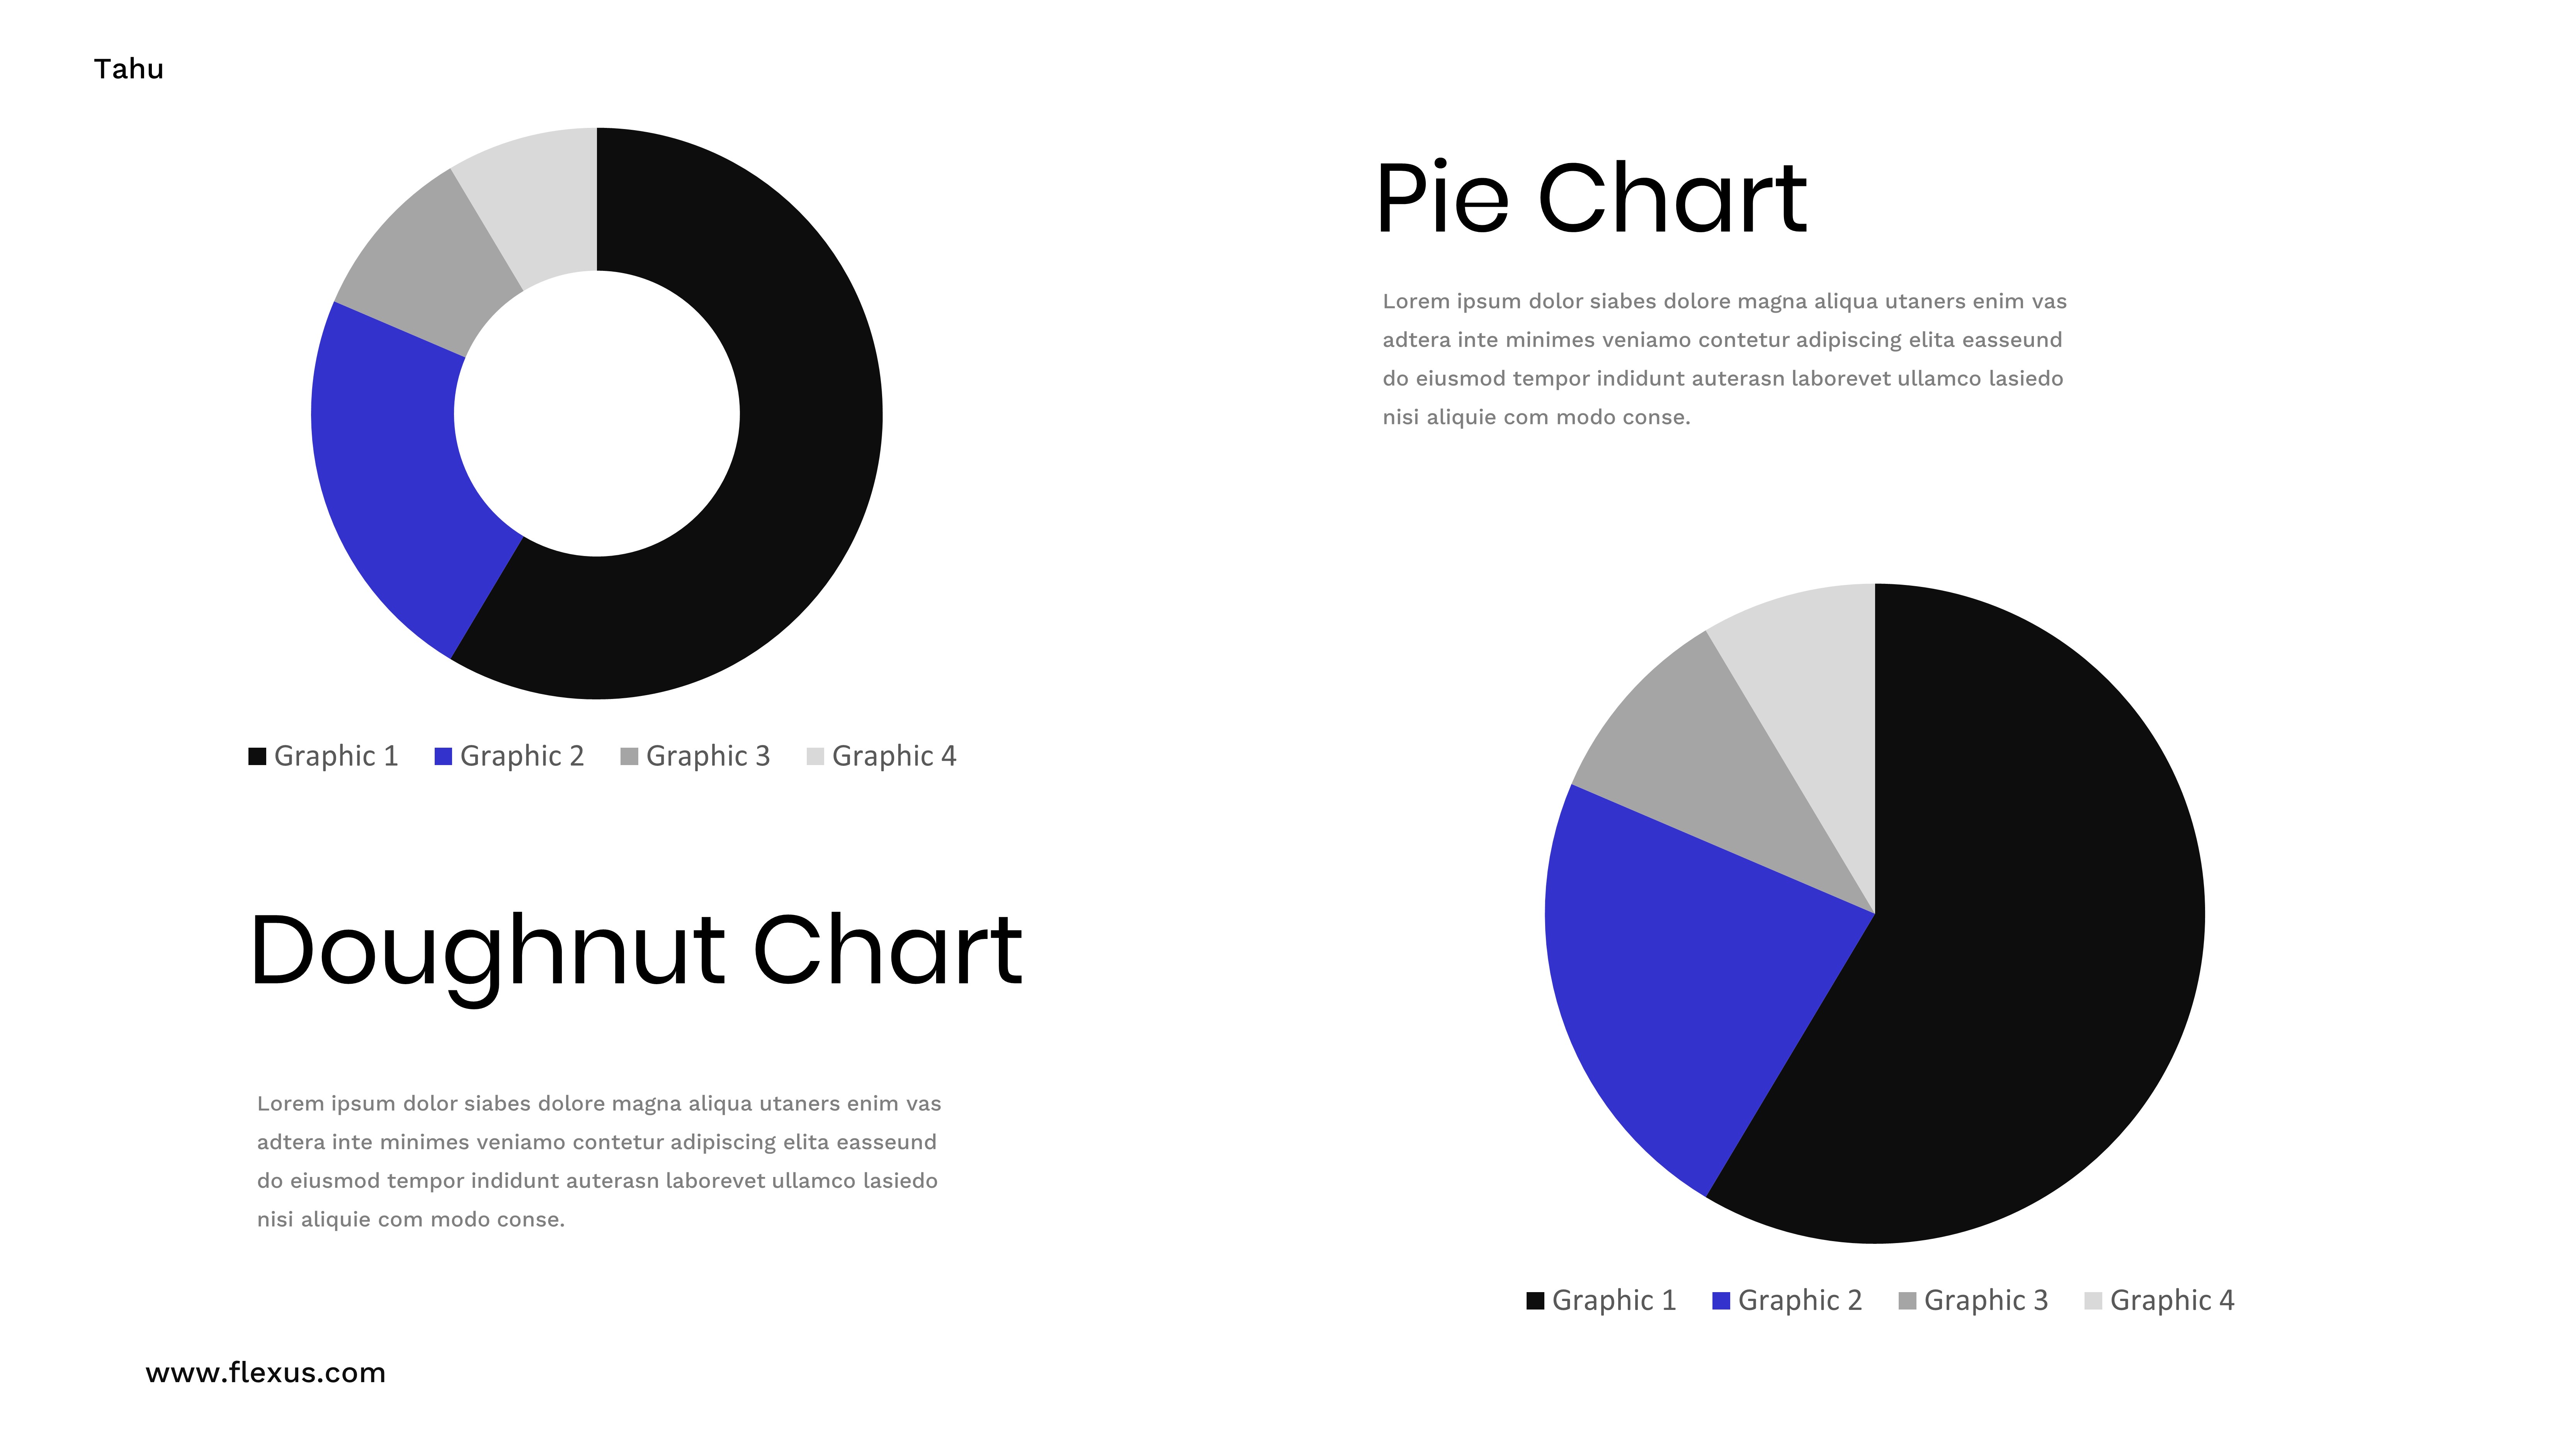 Tahu
Graphic 1 Graphic 2 Graphic 3 Graphic 4
Doughnut Chart
Lorem ipsum dolor siabes dolore magna aliqua utaners enim vas
adtera inte minimes veniamo contetur adipiscing elita easseund
do eiusmod tempor indidunt auterasn laborevet ullamco lasiedo
nisi aliquie com modo conse.
Pie Chart
Lorem ipsum dolor siabes dolore magna aliqua utaners enim vas
adtera inte minimes veniamo contetur adipiscing elita easseund
do eiusmod tempor indidunt auterasn laborevet ullamco lasiedo
nisi aliquie com modo conse.
Graphic 1 Graphic 2 Graphic 3 Graphic 4
www.flexus.com